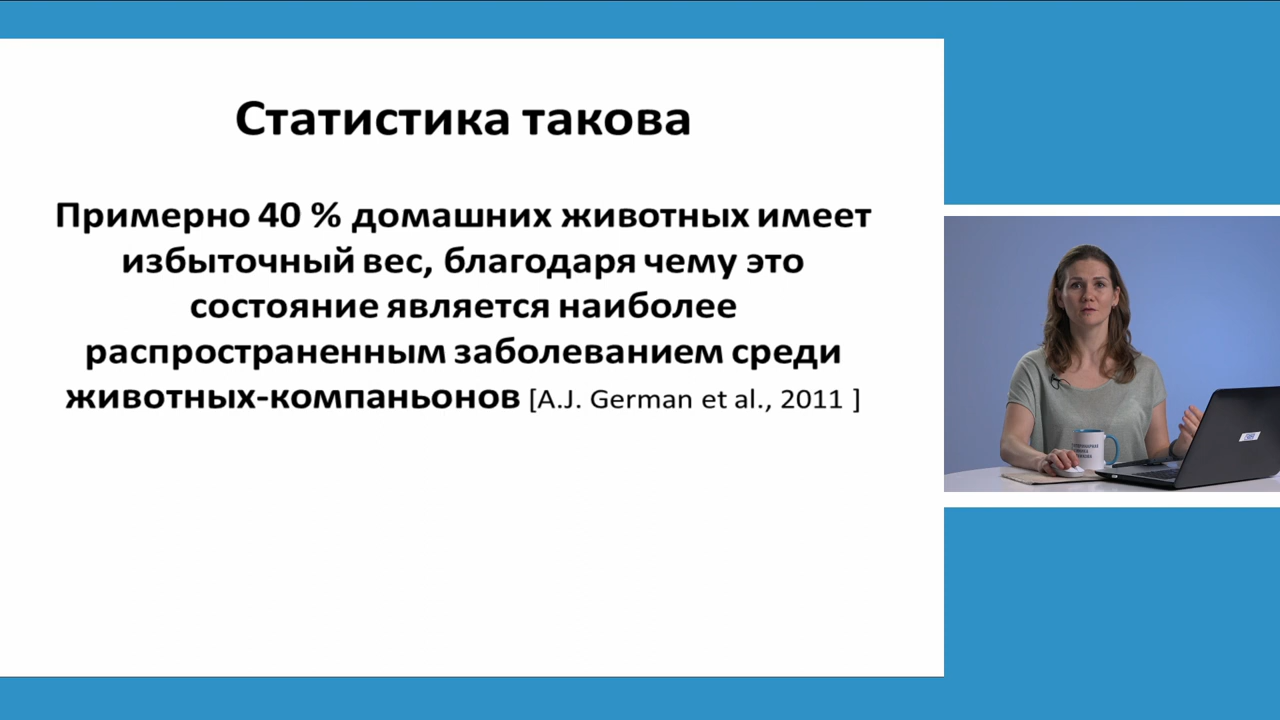 Статистика такова
Примерно 40 % домашних животных имеет
избыточный вес, благодаря чему это
состояние является наиболее
распространенным заболеванием среди
животных-компаньонов [A.J. German et al., 2011 ]